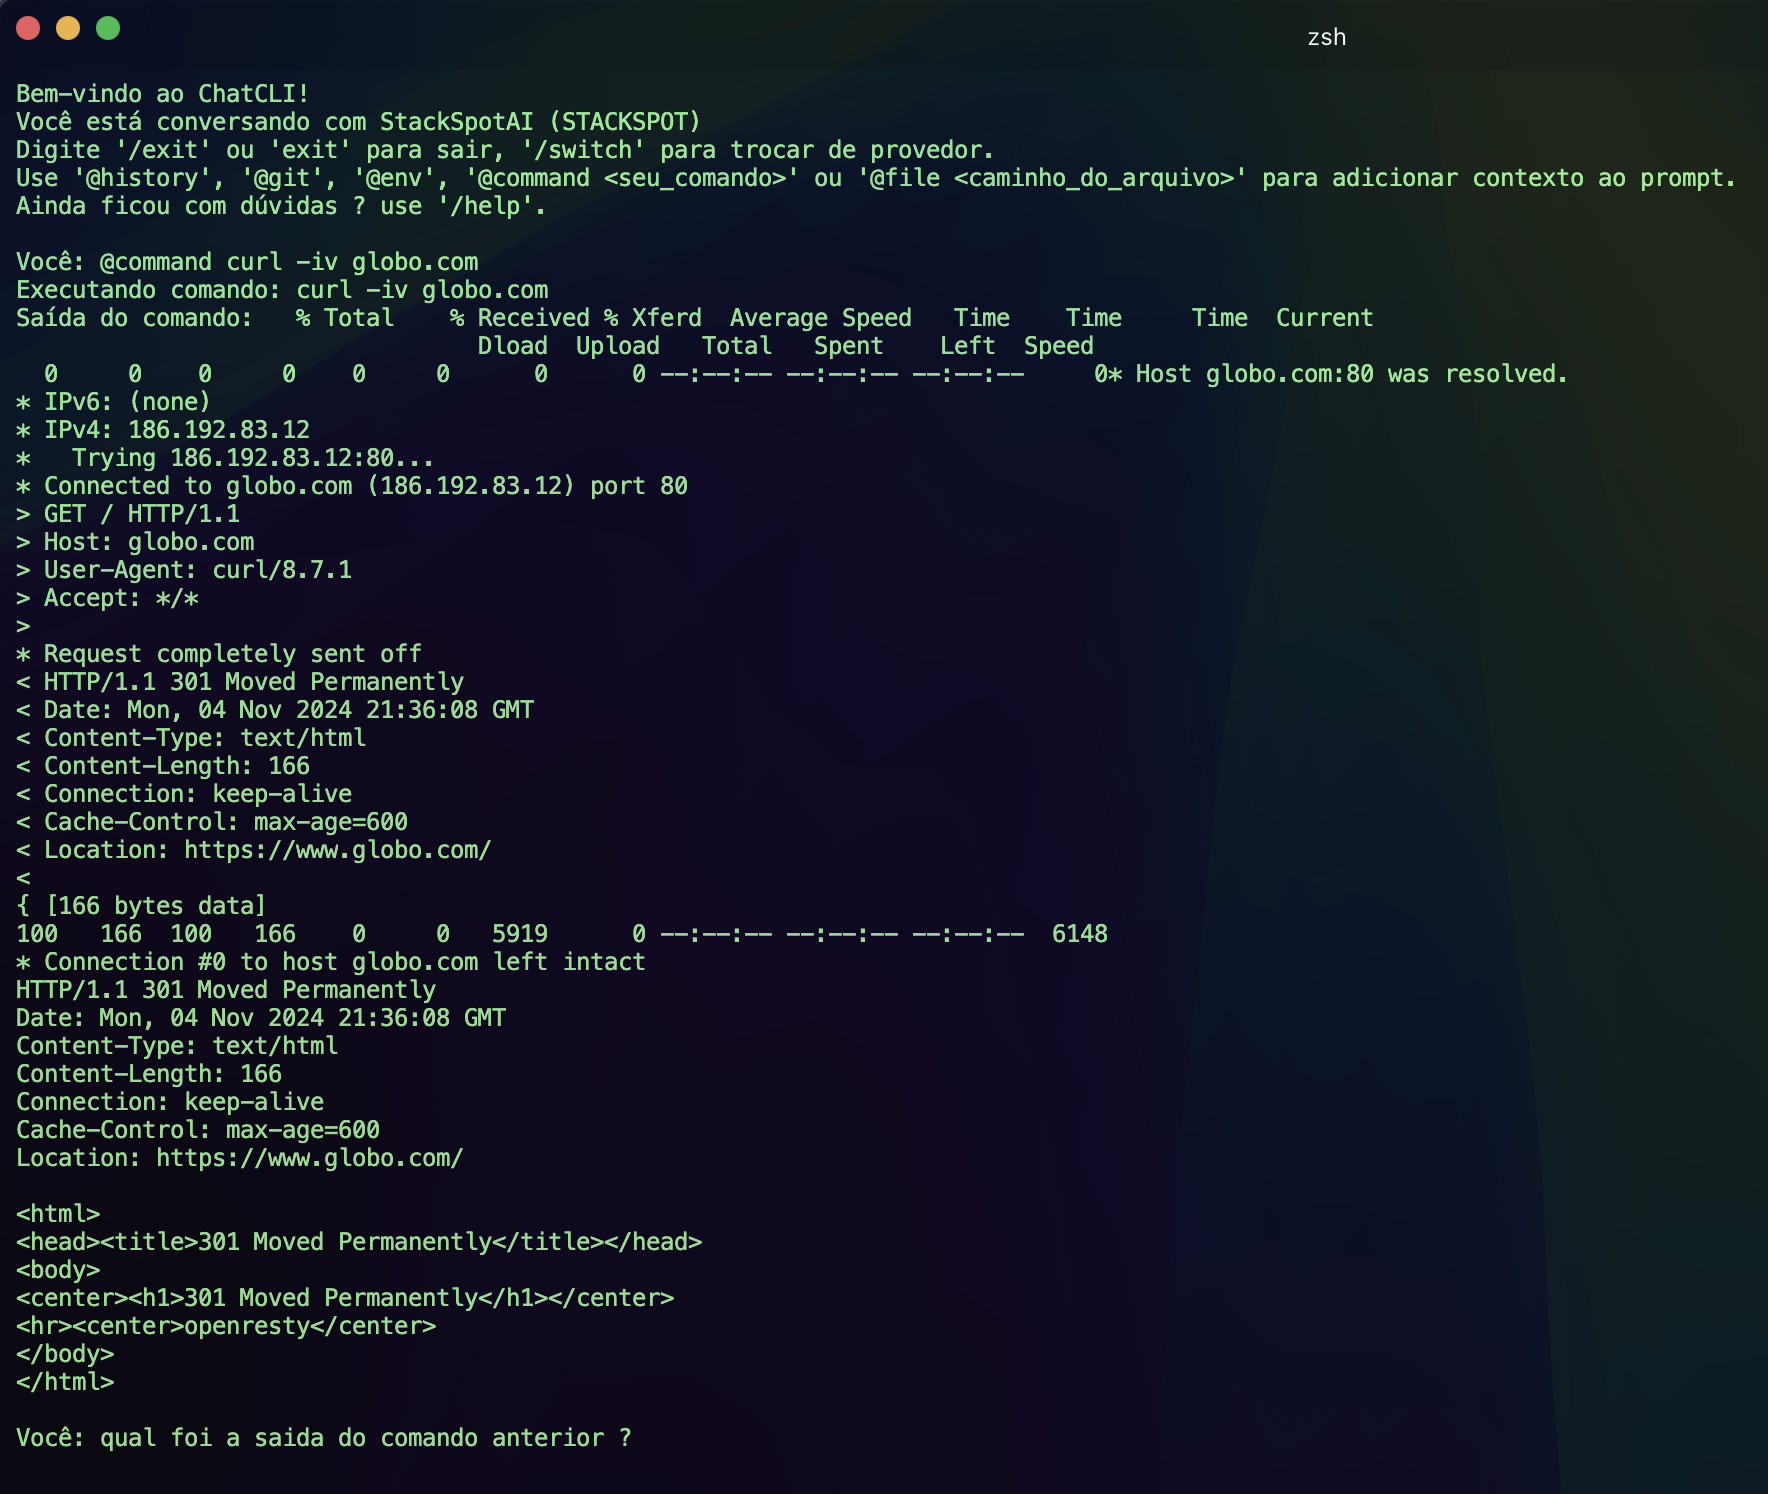 zsh
Bem-vindo ao ChatCLI!
Você está conversando com StackSpotAI (STACKSPOT)
Digite '/exit' ou 'exit' para sair, '/switch' para trocar de provedor.
Use '@history', '@git', '@env', '@command <seu_comando>' ou '@file <caminho_do_arquivo>' para adicionar contexto ao prompt.
Ainda ficou com dúvidas ? use '/help'.

Você: @command curl -iv globo.com
Executando comando: curl -iv globo.com
Saída do comando:   % Total    % Received % Xferd  Average Speed   Time    Time     Time  Current
                                 Dload  Upload   Total   Spent    Left  Speed
  0     0    0     0    0     0      0      0 --:--:-- --:--:-- --:--:--     0* Host globo.com:80 was resolved.
* IPv6: (none)
* IPv4: 186.192.83.12
*   Trying 186.192.83.12:80...
* Connected to globo.com (186.192.83.12) port 80
> GET / HTTP/1.1
> Host: globo.com
> User-Agent: curl/8.7.1
> Accept: */*
>
* Request completely sent off
< HTTP/1.1 301 Moved Permanently
< Date: Mon, 04 Nov 2024 21:36:08 GMT
< Content-Type: text/html
< Content-Length: 166
< Connection: keep-alive
< Cache-Control: max-age=600
< Location: https://www.globo.com/
<
{ [166 bytes data]
100   166  100   166    0     0   5919      0 --:--:-- --:--:-- --:--:--  6148
* Connection #0 to host globo.com left intact
HTTP/1.1 301 Moved Permanently
Date: Mon, 04 Nov 2024 21:36:08 GMT
Content-Type: text/html
Content-Length: 166
Connection: keep-alive
Cache-Control: max-age=600
Location: https://www.globo.com/

<html>
<head><title>301 Moved Permanently</title></head>
<body>
<center><h1>301 Moved Permanently</h1></center>
<hr><center>openresty</center>
</body>
</html>

Você: qual foi a saida do comando anterior ?